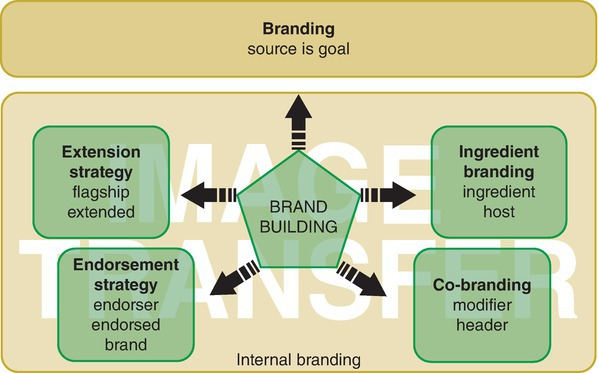 Branding
source is goal
IMAGE
TRANSFER
Extension
strategy
flagship
extended
Ingredient
branding
ingredient
host
BRAND
BUILDING
Endorsement
strategy
endorser
endorsed
brand
Co-branding
modifier
header
Internal branding